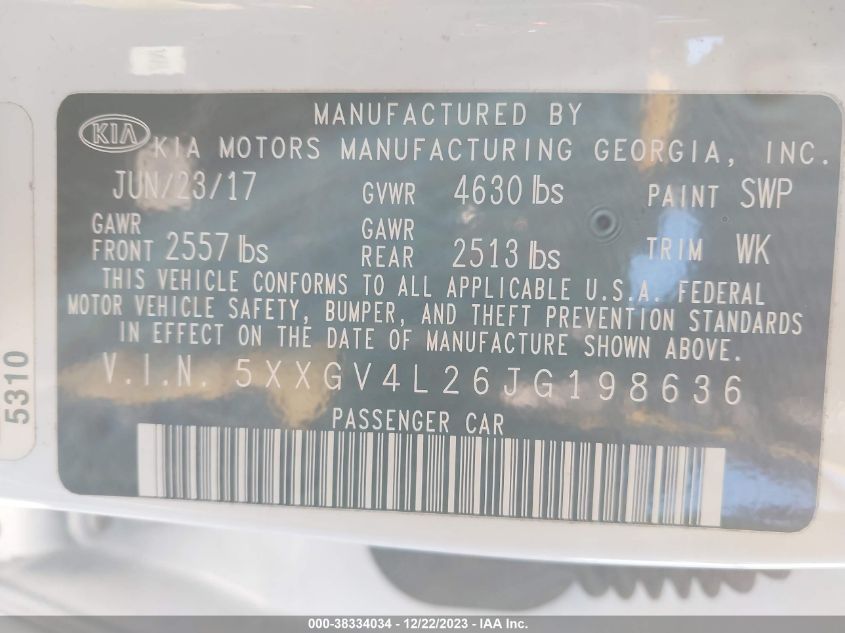 MANUFACTURED BY
KIA
KIA MOTORS MANUFACTURING GEORGIA, INC.
JUN/23/17 GVWR 4630 lbs PAINT SWP
GAWR FRONT 2557 lbs GAWR REAR 2513 lbs TRIM WK
THIS VEHICLE CONFORMS TO ALL APPLICABLE U.S.A. FEDERAL
MOTOR VEHICLE SAFETY, BUMPER, AND THEFT PREVENTION STANDARDS
IN EFFECT ON THE DATE OF MANUFACTURE SHOWN ABOVE.
V.I.N. 5XXGV4L26JG198636
PASSENGER CAR
5310
000-38334034 - 12/22/2023 - IAA Inc.